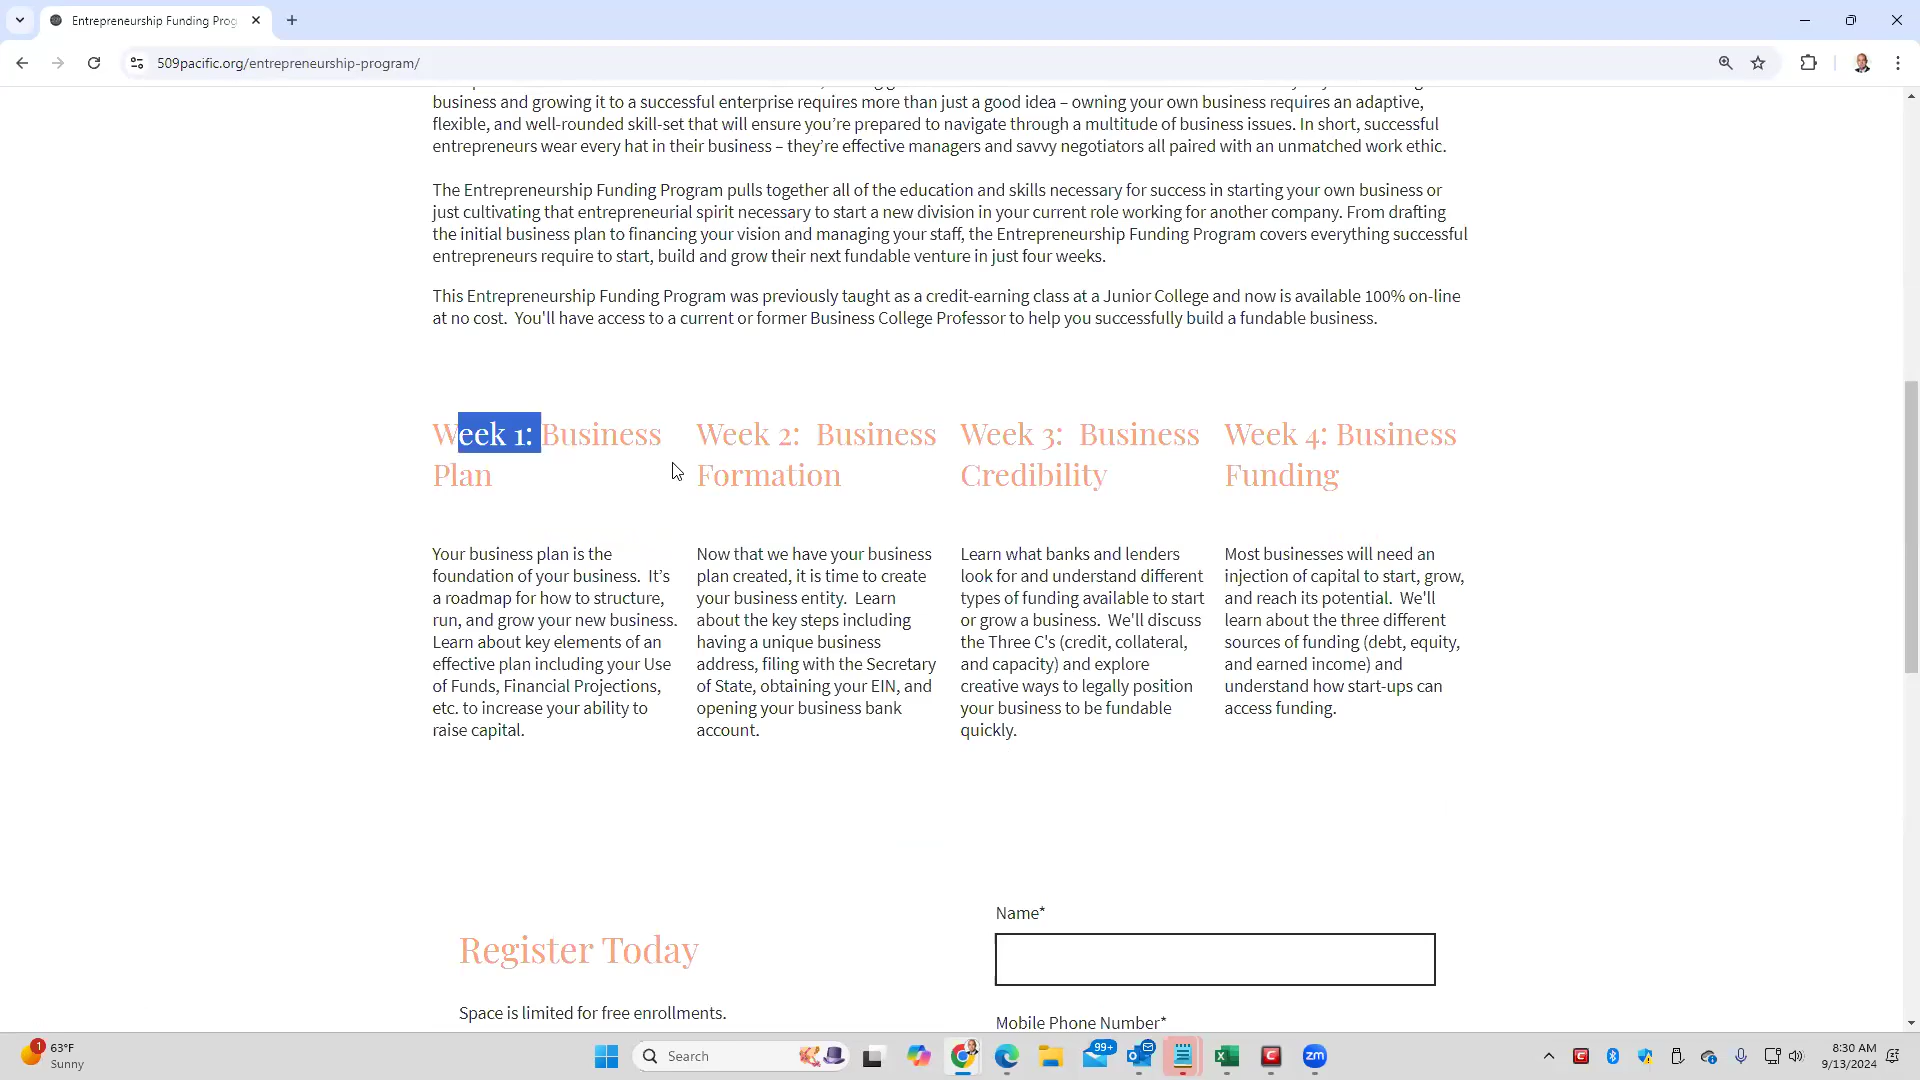 Entrepreneurship Funding Prog
509pacific.org/entrepreneurship-program/
business and growing it to a successful enterprise requires more than just a good idea – owning your own business requires an adaptive,
flexible, and well-rounded skill-set that will ensure you're prepared to navigate through a multitude of business issues. In short, successful
entrepreneurs wear every hat in their business – they're effective managers and savvy negotiators all paired with an unmatched work ethic.
The Entrepreneurship Funding Program pulls together all of the education and skills necessary for success in starting your own business or
just cultivating that entrepreneurial spirit necessary to start a new division in your current role working for another company. From drafting
the initial business plan to financing your vision and managing your staff, the Entrepreneurship Funding Program covers everything successful
entrepreneurs require to start, build and grow their next fundable venture in just four weeks.
This Entrepreneurship Funding Program was previously taught as a credit-earning class at a Junior College and now is available 100% on-line
at no cost.  You'll have access to a current or former Business College Professor to help you successfully build a fundable business.
Week 1: Business
Plan
Your business plan is the
foundation of your business.  It's
a roadmap for how to structure,
run, and grow your new business.
Learn about key elements of an
effective plan including your Use
of Funds, Financial Projections,
etc. to increase your ability to
raise capital.
Week 2:  Business
Formation
Now that we have your business
plan created, it is time to create
your business entity.  Learn
about the key steps including
having a unique business
address, filing with the Secretary
of State, obtaining your EIN, and
opening your business bank
account.
Week 3:  Business
Credibility
Learn what banks and lenders
look for and understand different
types of funding available to start
or grow a business.  We'll discuss
the Three C's (credit, collateral,
and capacity) and explore
creative ways to legally position
your business to be fundable
quickly.
Week 4: Business
Funding
Most businesses will need an
injection of capital to start, grow,
and reach its potential.  We'll
learn about the three different
sources of funding (debt, equity,
and earned income) and
understand how start-ups can
access funding.
Register Today
Space is limited for free enrollments.
Name*
Mobile Phone Number*
1
63°F
Sunny
Search
99+
zm
8:30 AM
9/13/2024